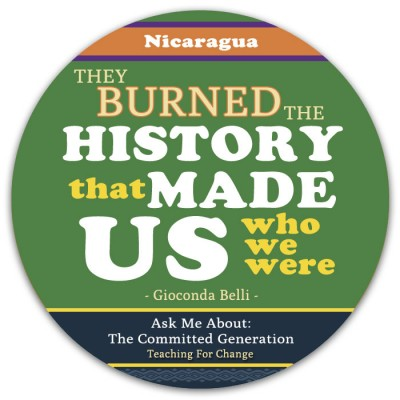 Nicaragua
THEY
BURNED THE
HISTORY
that MADE
US who
we
were
- Gioconda Belli -
Ask Me About:
The Committed Generation
Teaching For Change